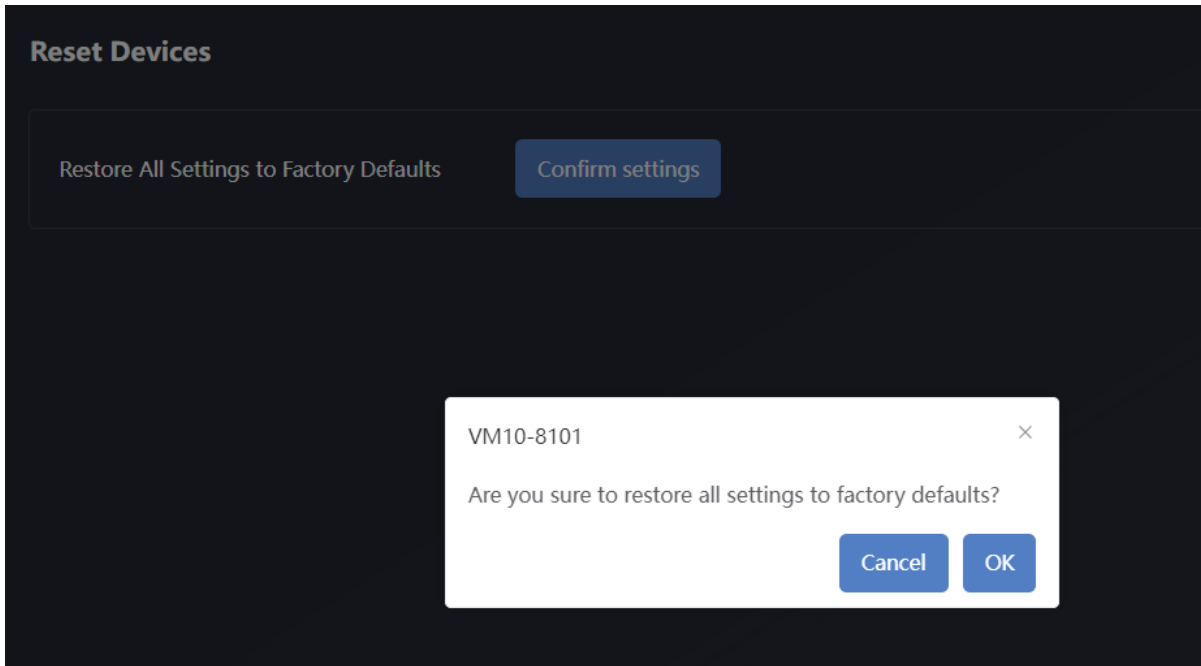 Reset Devices
Restore All Settings to Factory Defaults
Confirm settings
VM10-8101
Are you sure to restore all settings to factory defaults?
Cancel
OK